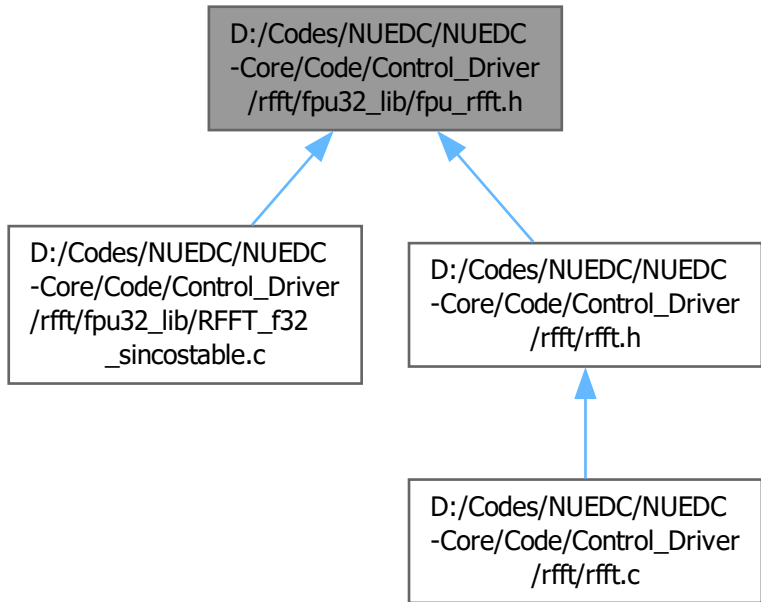 D:/Codes/NUEDC/NUEDC
-Core/Code/Control_Driver
/rfft/fpu32_lib/fpu_rfft.h
D:/Codes/NUEDC/NUEDC
-Core/Code/Control_Driver
/rfft/fpu32_lib/RFFT_f32
_sincostable.c
D:/Codes/NUEDC/NUEDC
-Core/Code/Control_Driver
/rfft/rfft.h
D:/Codes/NUEDC/NUEDC
-Core/Code/Control_Driver
/rfft/rfft.c